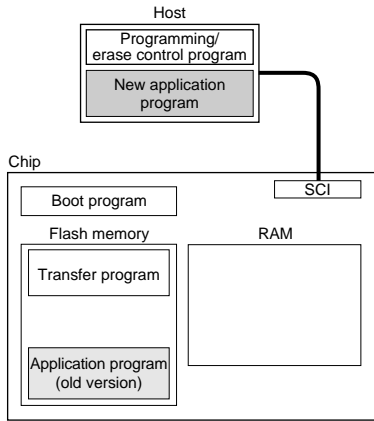 Host
Programming/
erase control program
New application
program
Chip
SCI
Boot program
Flash memory
RAM
Transfer program
Application program
(old version)